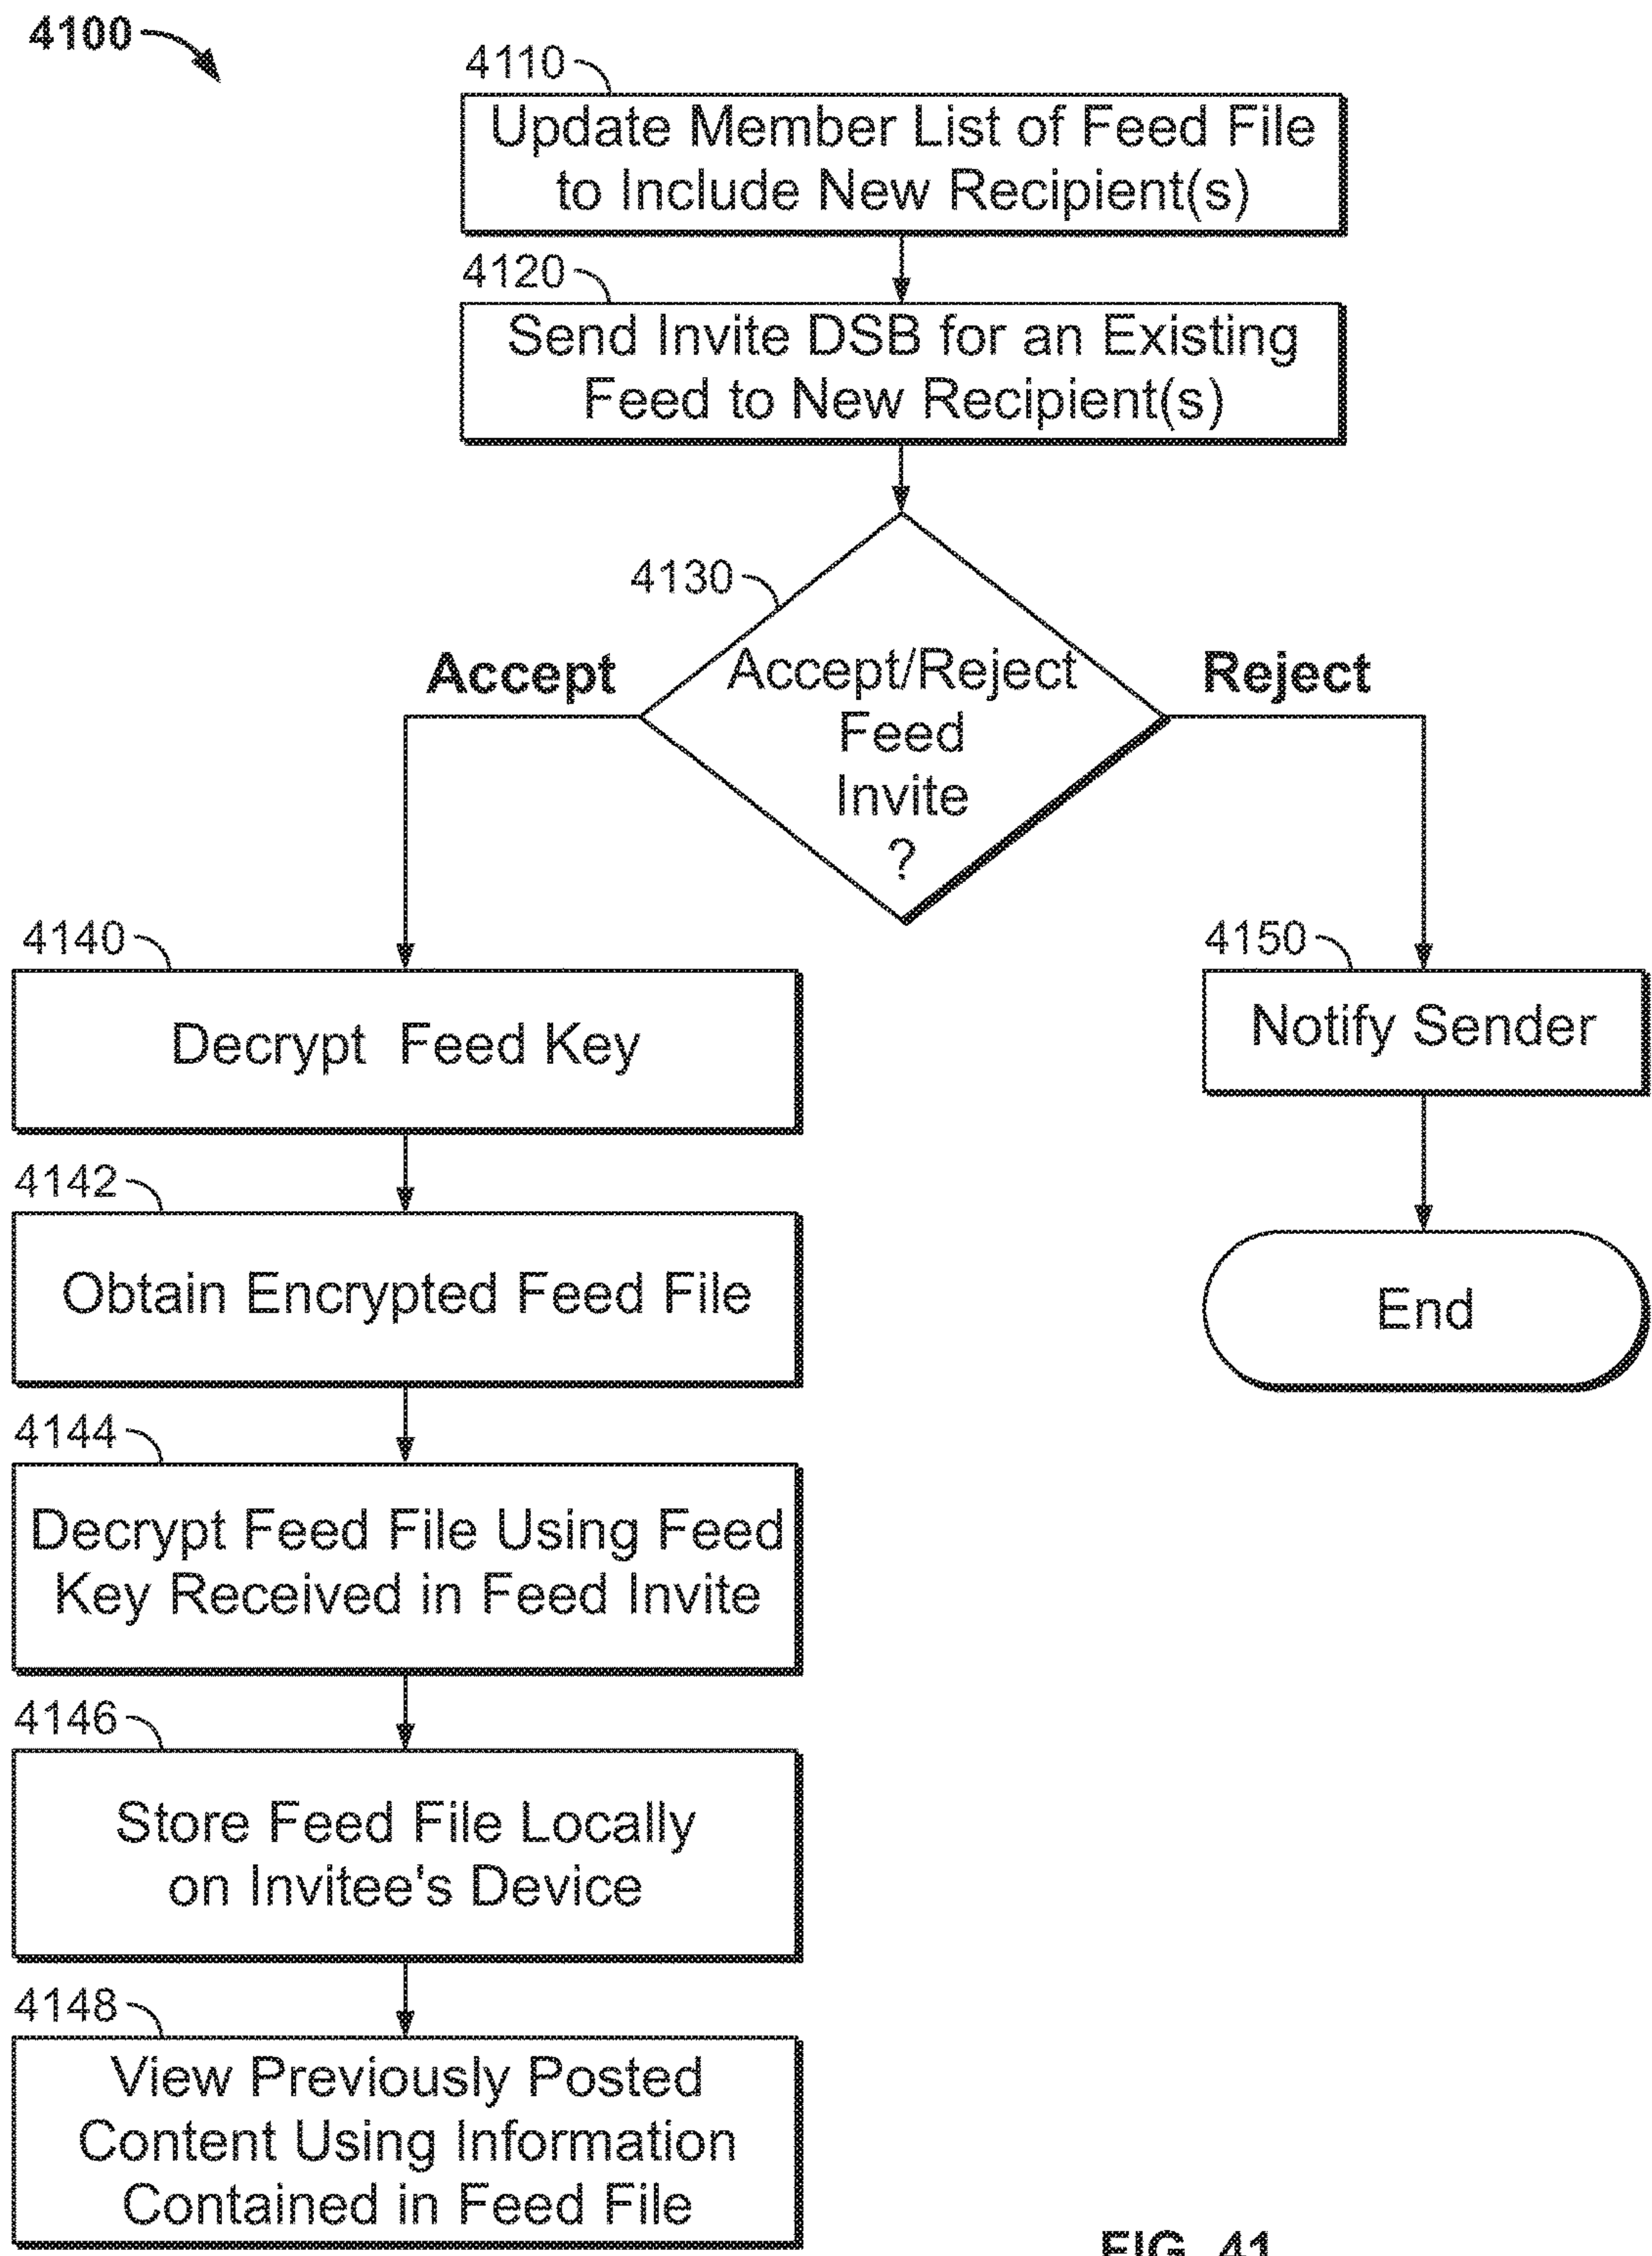 4100
4110
Update Member List of Feed File
to Include New Recipient(s)
4120
Send Invite DSB for an Existing
Feed to New Recipient(s)
4130
Accept
Accept/Reject
Feed
Invite
?
Reject
4140
Decrypt Feed Key
4150
Notify Sender
4142
Obtain Encrypted Feed File
End
4144
Decrypt Feed File Using Feed
Key Received in Feed Invite
4146
Store Feed File Locally
on Invitee's Device
4148
View Previously Posted
Content Using Information
Contained in Feed File
FIG. 41